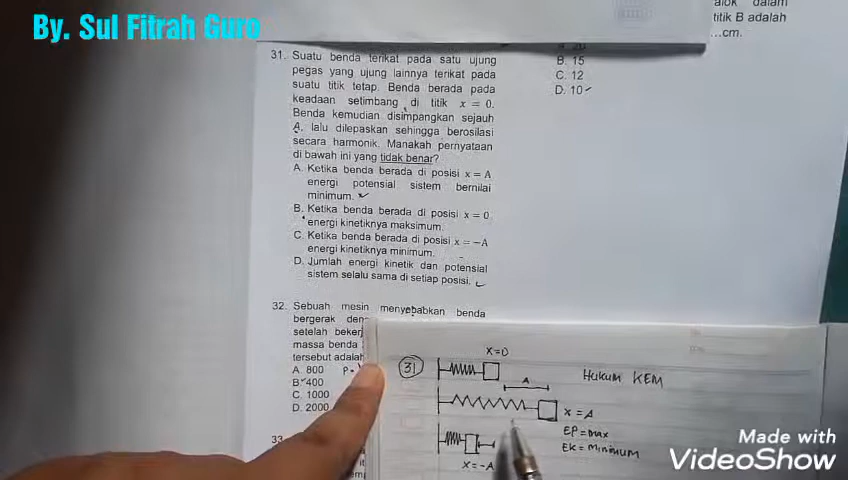 By. Sul Fitrah Guro
31. Suatu benda terikat pada satu ujung
pegas yang ujung lainnya terikat pada
suatu titik tetap. Benda berada pada
keadaan setimbang di titik x = 0.
Benda kemudian disimpangkan sejauh
A, lalu dilepaskan sehingga berosilasi
secara harmonik. Manakah pernyataan
di bawah ini yang tidak benar?
A. Ketika benda berada di posisi x = A
energi potensial sistem bernilai
minimum.
B. Ketika benda berada di posisi x = 0
energi kinetiknya maksimum.
C. Ketika benda berada di posisi x = -A
energi kinetiknya minimum.
D. Jumlah energi kinetik dan potensial
sistem selalu sama di setiap posisi.
32. Sebuah mesin menyebabkan benda
bergerak
setelah
massa benda
tersebut
A 800
B. 400
C. 1000
D. 2000
33.
B. 15
C. 12
D. 10
dalam
titik B adalah
...cm.
31
X=0
Hukum KEM
A
X = A
EP = max
EK = Minimum
X = -A
Made with
VideoShow